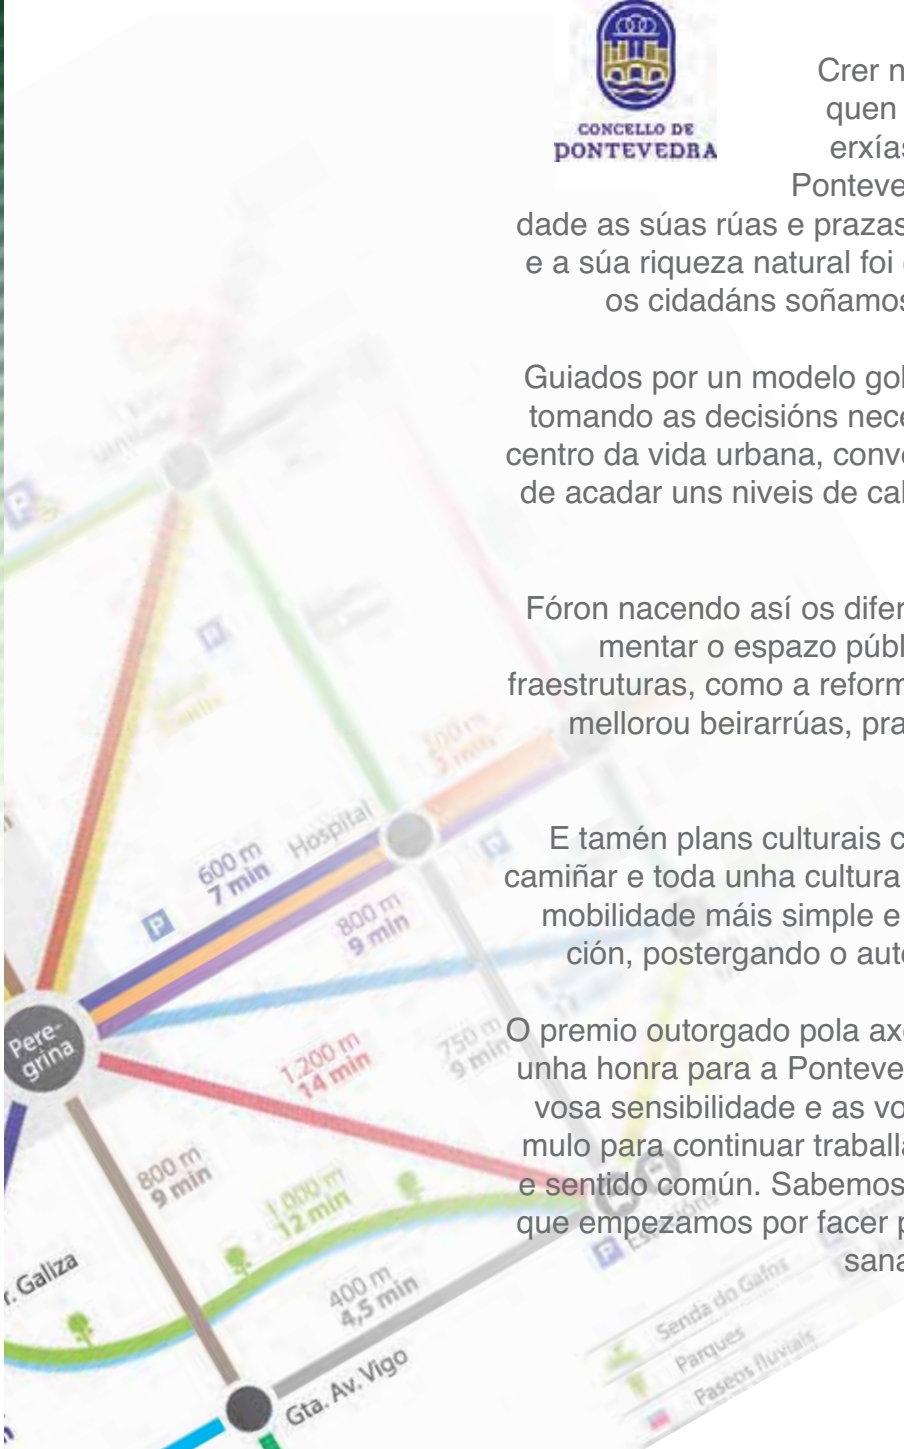 CONCELLO DE
PONTEVEDRA
Crer n
quen
erxías
Ponteve
dade as súas rúas e prazas
e a súa riqueza natural foi
os cidadáns soñamos
Guiados por un modelo gol
tomando as decisións nece
centro da vida urbana, conve
de acadar uns niveis de cal
Fóron nacendo así os difer
mentar o espazo públ
fraestruturas, como a reform
mellorou beirarrúas, pra
E tamén plans culturais c
camiñar e toda unha cultura
mobilidade máis simple e
ción, postergando o auto
O premio outorgado pola axe
unha honra para a Ponteve
vosa sensibilidade e as vo
mulo para continuar traballa
e sentido común. Sabemos
que empezamos por facer p
sana
P
P
500 m
5 min
Hospital
600 m
7 min
P
800 m
9 min
Pere-
grina
1.200 m
14 min
750 m
9 min
800 m
9 min
1.000 m
12 min
P Estacións
r. Galiza
400 m
4,5 min
Gta. Av. Vigo
Senda do Gafos
Parques
Paseos fluviais